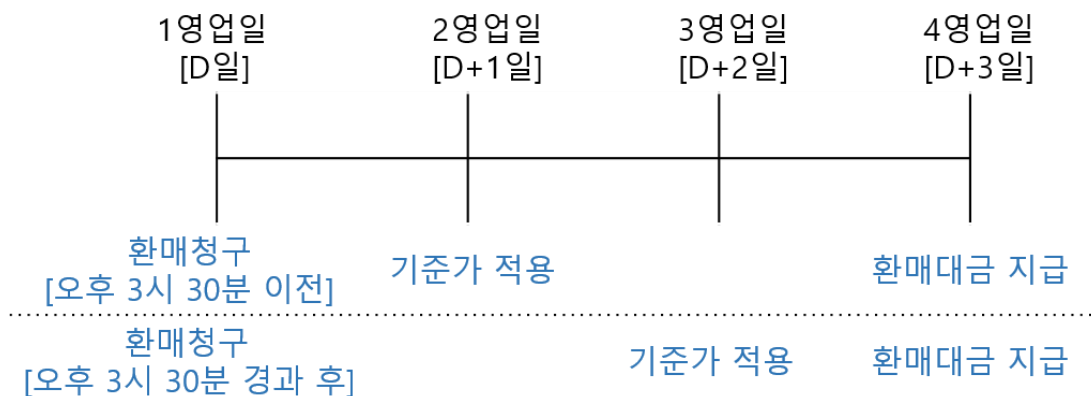 1영업일
[D일]
2영업일
[D+1일]
3영업일
[D+2일]
4영업일
[D+3일]
환매청구
[오후 3시 30분 이전]
기준가 적용
환매대금 지급
환매청구
[오후 3시 30분 경과 후]
기준가 적용
환매대금 지급